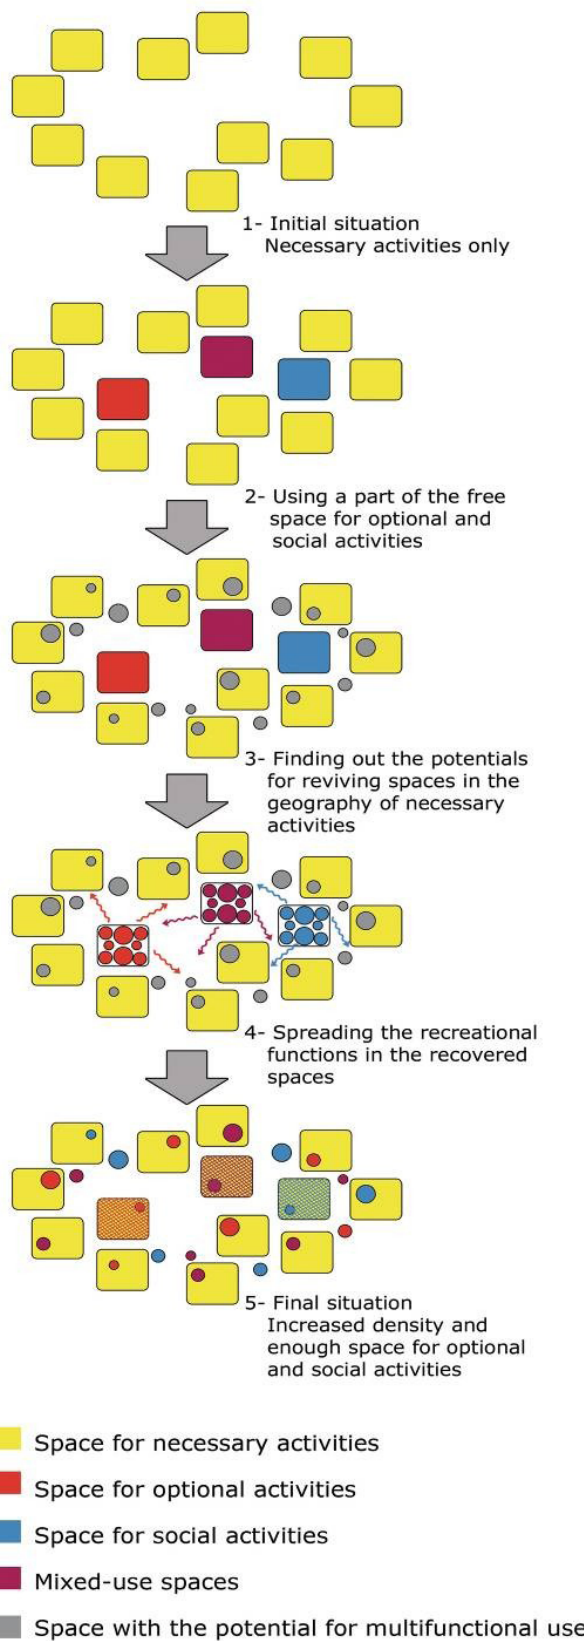 1- Initial situation
Necessary activities only
2- Using a part of the free
space for optional and
social activities
3- Finding out the potentials
for reviving spaces in the
geography of necessary
activities
4- Spreading the recreational
functions in the recovered
spaces
5- Final situation
Increased density and
enough space for optional
and social activities
Space for necessary activities
Space for optional activities
Space for social activities
Mixed-use spaces
Space with the potential for multifunctional use